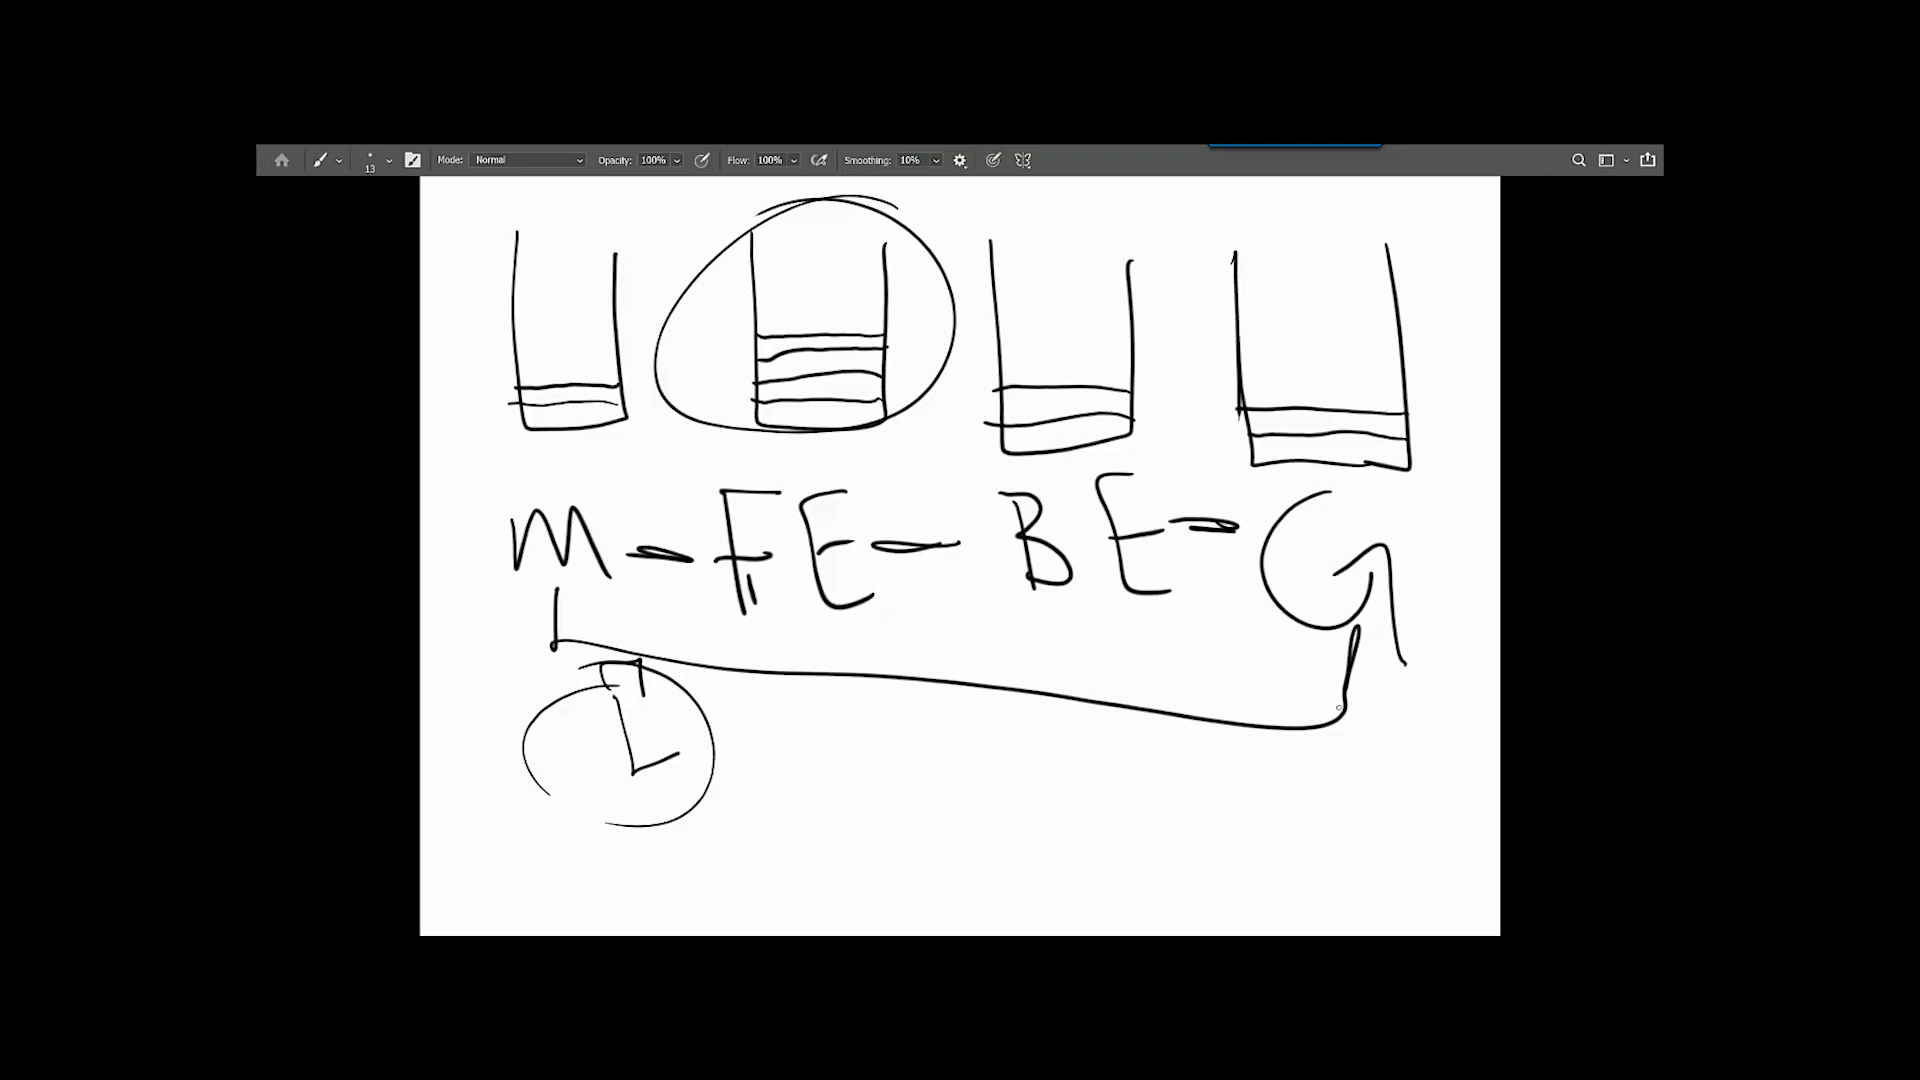 13 Mode: Normal Opacity: 100% Flow: 100% Smoothing: 10%
M - FE - BE - G
L